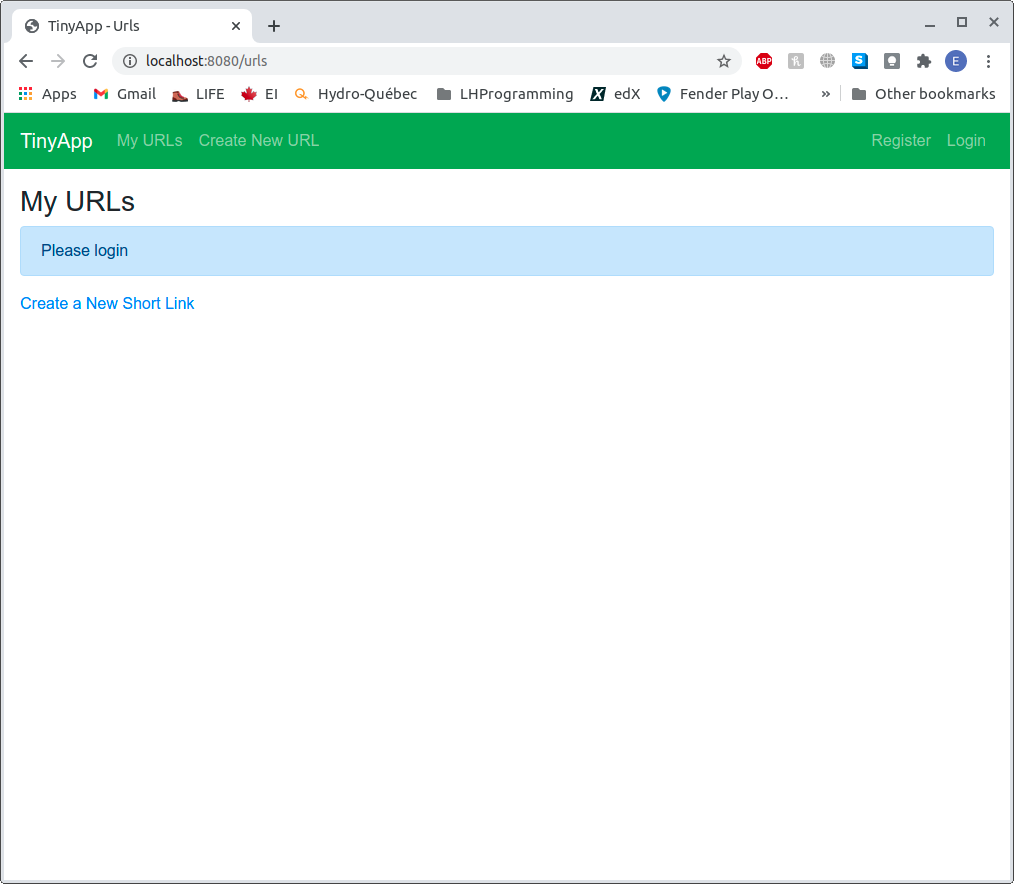 TinyApp - Urls
localhost:8080/urls
ABP
S
E
Apps Gmail LIFE EI Hydro-Québec LHProgramming X edX Fender Play O... » Other bookmarks
TinyApp My URLs Create New URL Register Login
My URLs
Please login
Create a New Short Link